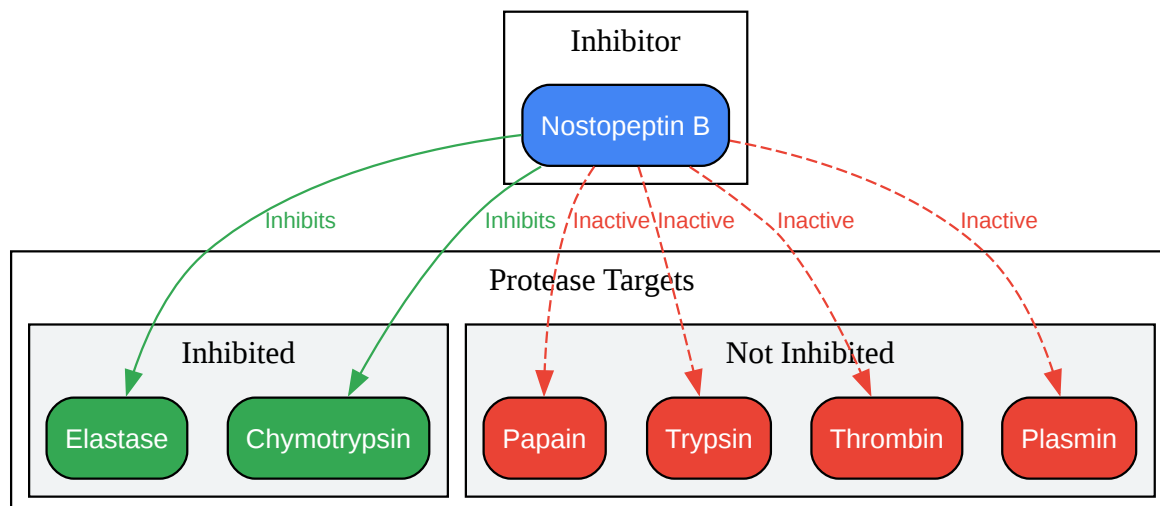 Inhibitor
Nostopeptin B
Inhibits
Inhibits
Inactive
Inactive
Inactive
Inactive
Protease Targets
Inhibited
Not Inhibited
Elastase
Chymotrypsin
Papain
Trypsin
Thrombin
Plasmin